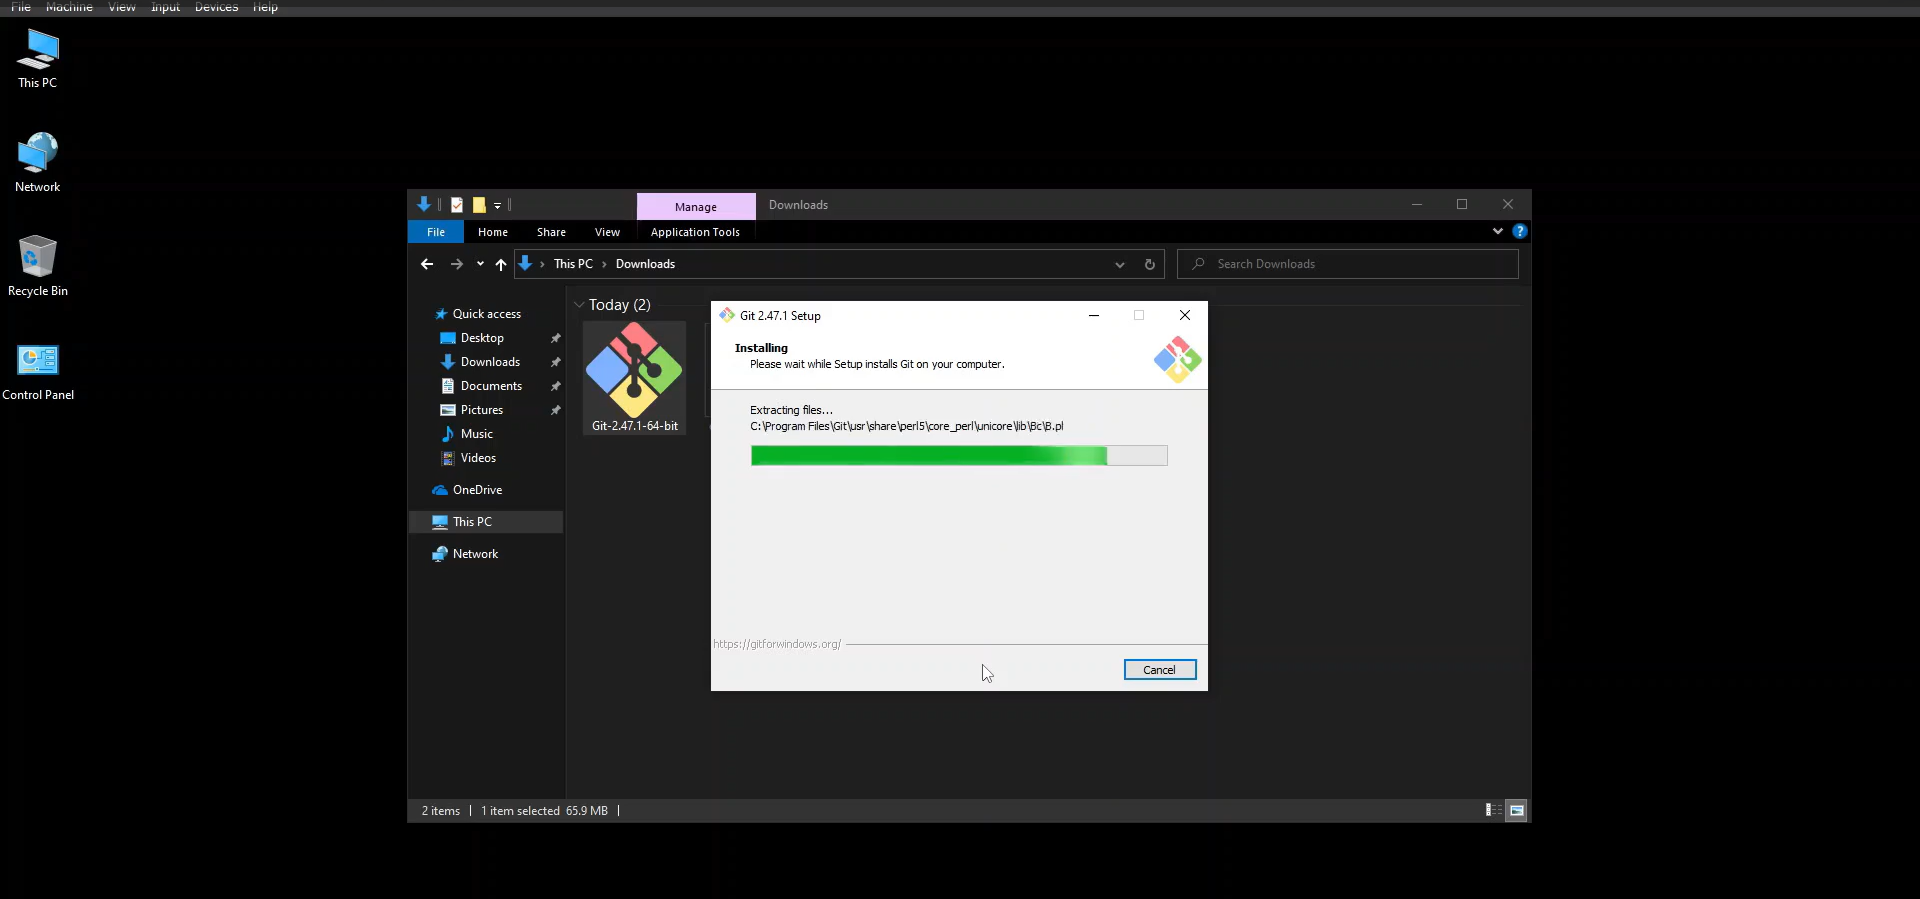 File Machine View Input Devices Help
This PC
Network
Recycle Bin
Control Panel
Manage Downloads
File Home Share View Application Tools
This PC Downloads Search Downloads
Quick access
Desktop
Downloads
Documents
Pictures
Music
Videos
OneDrive
This PC
Network
Today (2)
Git-2.47.1-64-bit
Git 2.47.1 Setup
Installing
Please wait while Setup installs Git on your computer.
Extracting files...
C:\Program Files\Git\usr\share\perl5\core_perl\unicore\lib\Bc\B.pl
https://gitforwindows.org/
Cancel
2 items 1 item selected 65.9 MB